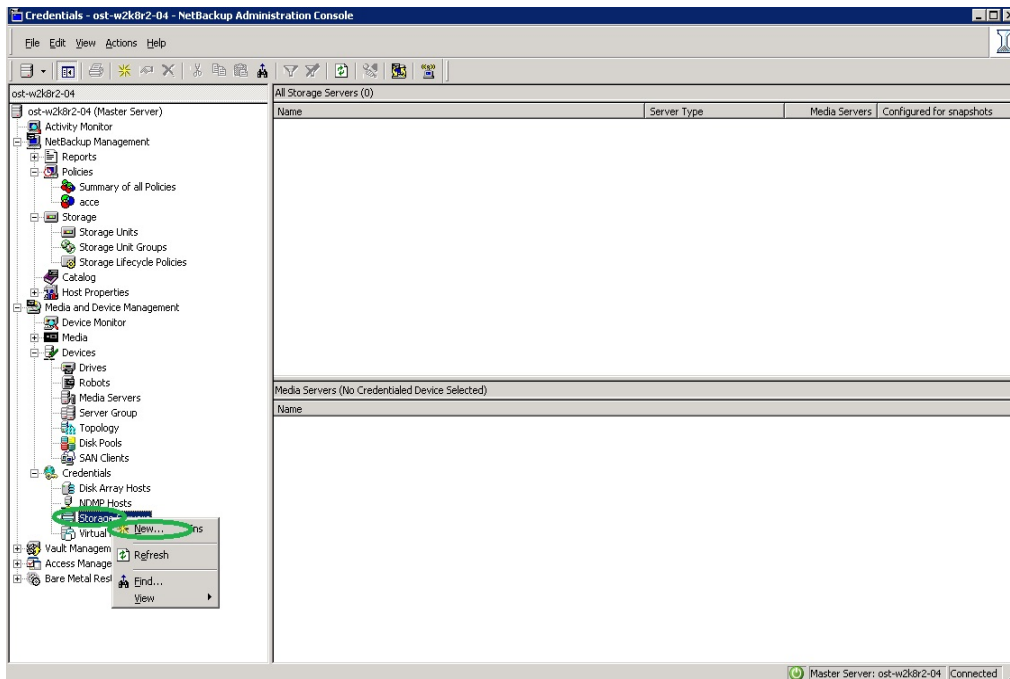 Credentials - ost-w2k8r2-04 - NetBackup Administration Console
File Edit View Actions Help
ost-w2k8r2-04
ost-w2k8r2-04 (Master Server)
Activity Monitor
NetBackup Management
Reports
Policies
Summary of all Policies
acce
Storage
Storage Units
Storage Unit Groups
Storage Lifecycle Policies
Catalog
Host Properties
Media and Device Management
Device Monitor
Media
Devices
Drives
Robots
Media Servers
Server Group
Topology
Disk Pools
SAN Clients
Credentials
Disk Array Hosts
NDMP Hosts
Storage
Virtual
Vault Managem
Access Manage
Bare Metal Rest
New... Ins
Refresh
Find...
View
All Storage Servers (0)
Name Server Type Media Servers Configured for snapshots
Media Servers (No Credentialed Device Selected)
Name
Master Server: ost-w2k8r2-04 Connected